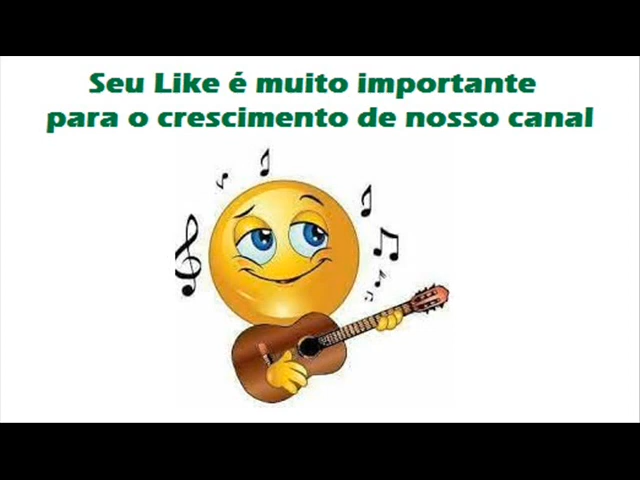 Seu Like é muito importante
para o crescimento de nosso canal